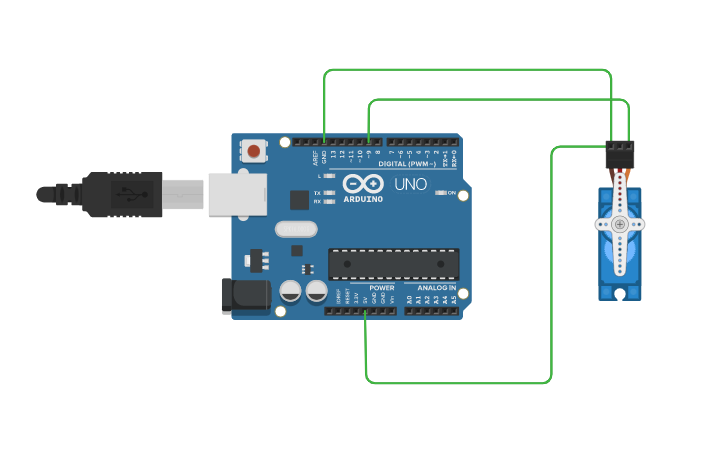 AREF
GND
13
12
~11
~10
~9
8
7
~6
~5
4
~3
2
TX→1
RX←0
DIGITAL (PWM~)
L
TX
RX
ARDUINO
UNO
ON
POWER
ANALOG IN
IOREF
RESET
3.3V
5V
GND
GND
Vin
A0
A1
A2
A3
A4
A5